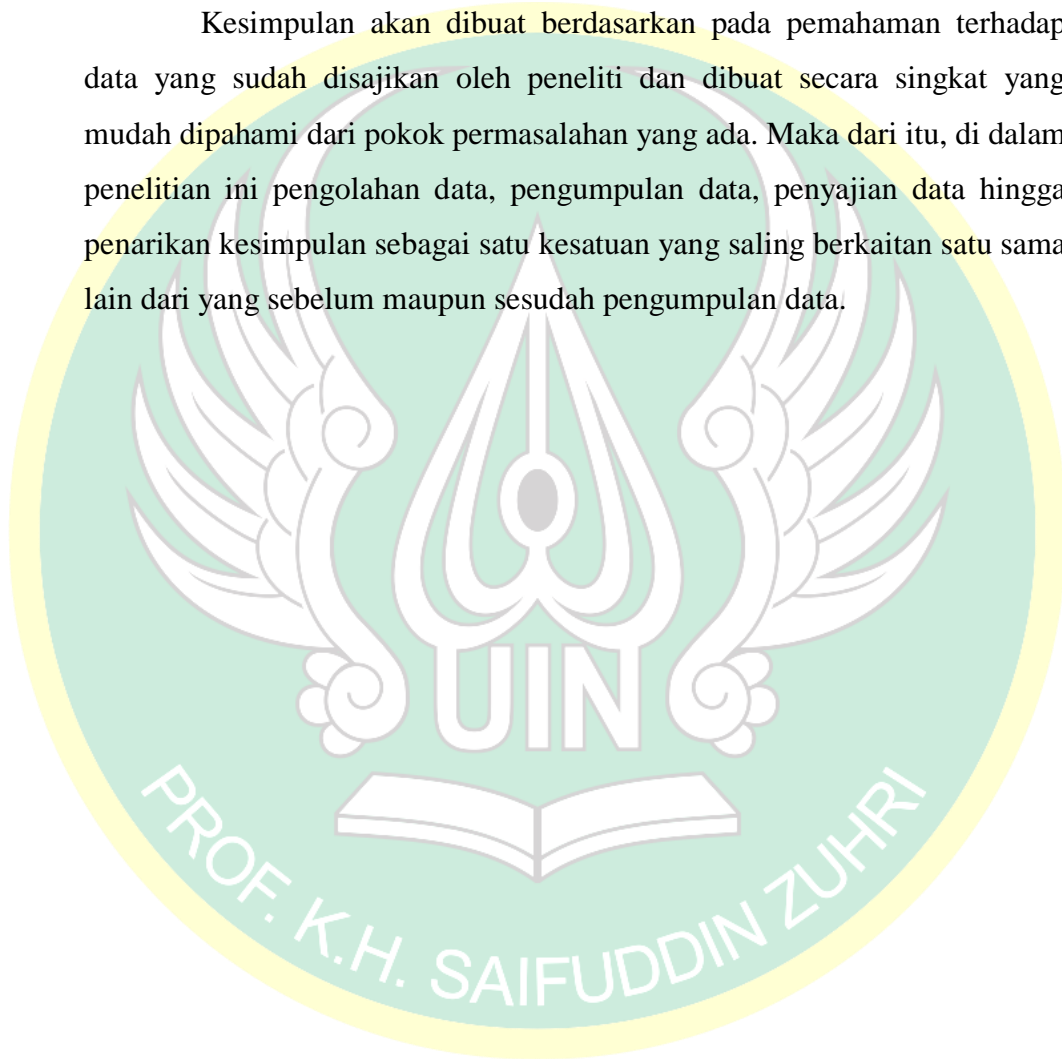 Kesimpulan akan dibuat berdasarkan pada pemahaman terhadap
data yang sudah disajikan oleh peneliti dan dibuat secara singkat yang
mudah dipahami dari pokok permasalahan yang ada. Maka dari itu, di dalam
penelitian ini pengolahan data, pengumpulan data, penyajian data hingga
penarikan kesimpulan sebagai satu kesatuan yang saling berkaitan satu sama
lain dari yang sebelum maupun sesudah pengumpulan data.
UIN
PROF. K.H. SAIFUDDIN ZUHRI